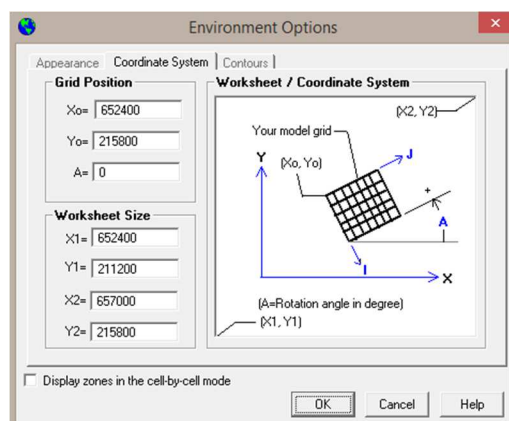 Environment Options
Appearance Coordinate System Contours
Grid Position
Xo= 652400
Yo= 215800
A= 0
Worksheet Size
X1= 652400
Y1= 211200
X2= 657000
Y2= 215800
Worksheet / Coordinate System
(X2, Y2)
Your model grid
Y
(Xo, Yo)
J
+
A
I
X
(A=Rotation angle in degree)
(X1, Y1)
Display zones in the cell-by-cell mode
OK Cancel Help